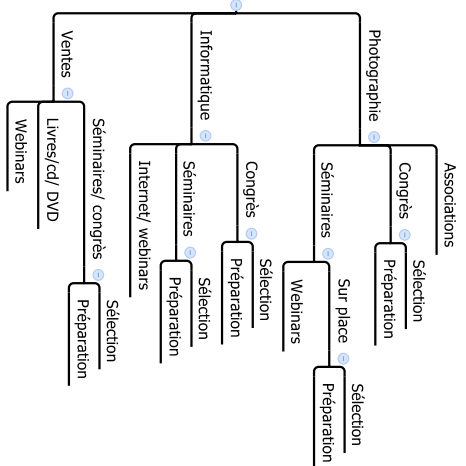 Photographie
Associations
Congrès
Sélection
Préparation
Séminaires
Sur place
Sélection
Préparation
Webinars
Informatique
Congrès
Sélection
Préparation
Séminaires
Sélection
Préparation
Internet/ webinars
Ventes
Séminaires/ congrès
Sélection
Préparation
Livres/cd/ DVD
Webinars